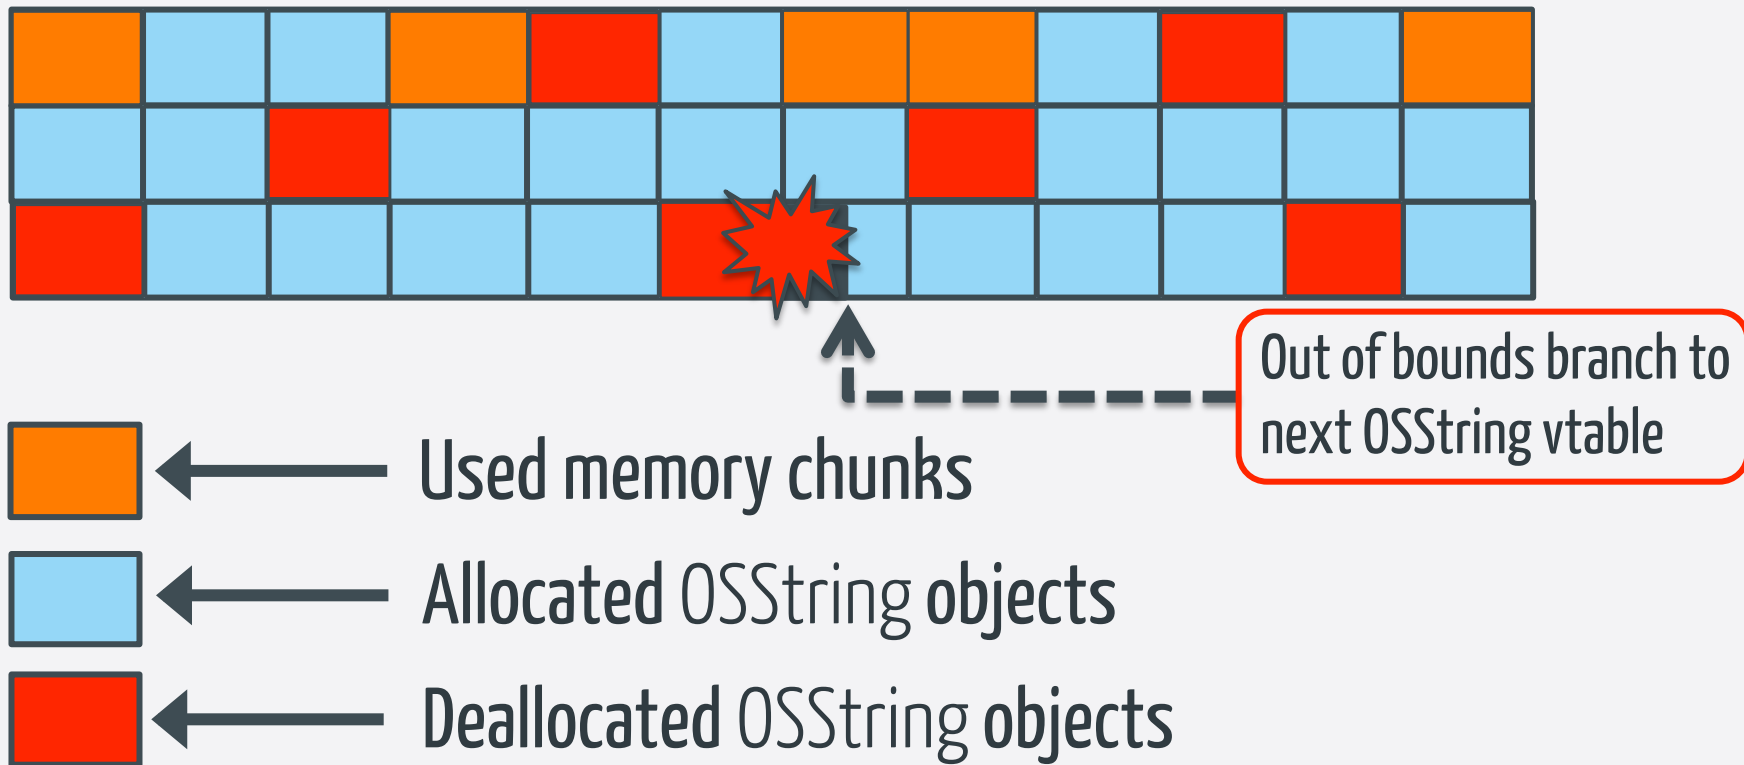 Out of bounds branch to
next OSString vtable
Used memory chunks
Allocated OSString objects
Deallocated OSString objects